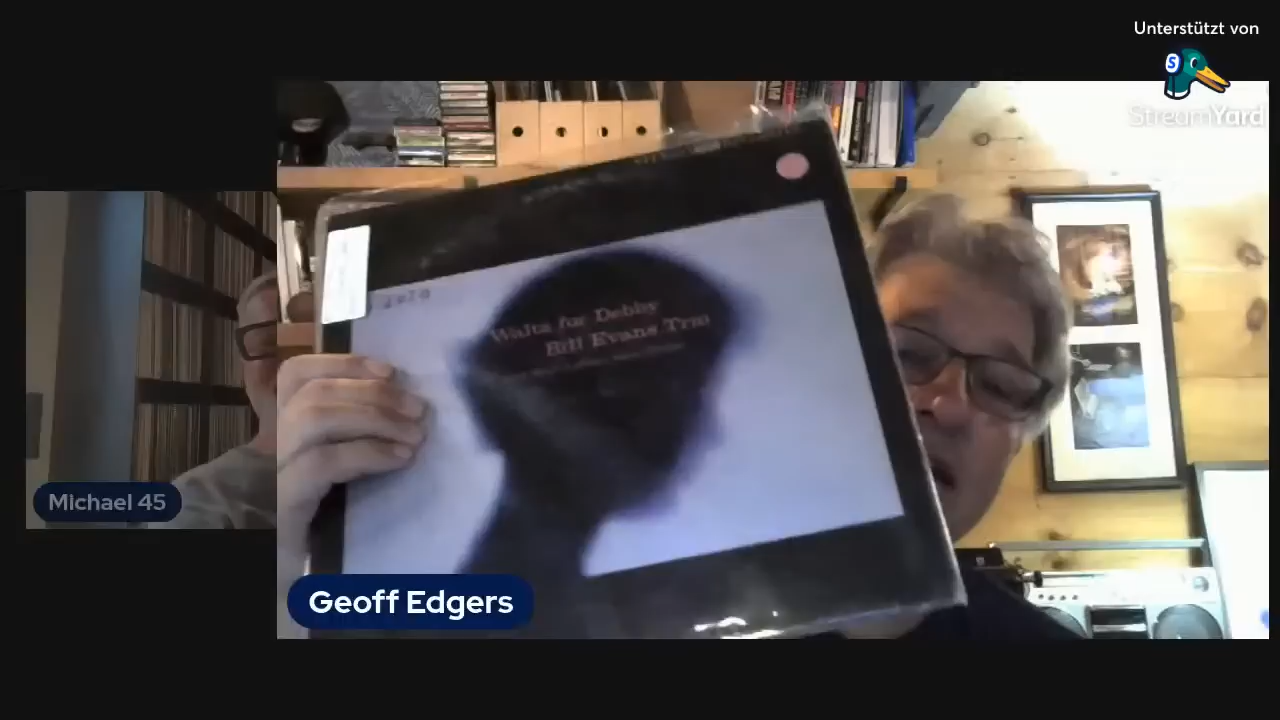 Unterstützt von
S
StreamYard
Waltz for Debby
Bill Evans Trio
Michael 45
Geoff Edgers